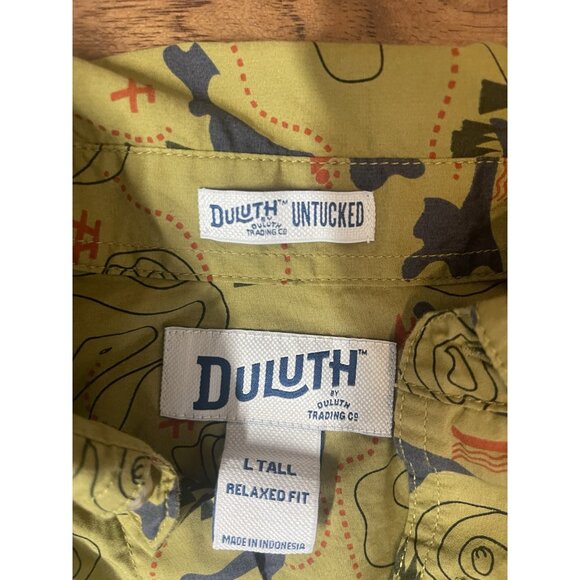 DULUTH™ UNTUCKED
BY
DULUTH
TRADING CO
DULUTH™
BY
DULUTH
TRADING CO
L TALL
RELAXED FIT
MADE IN INDONESIA